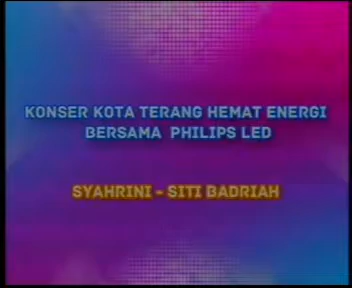 KONSER KOTA TERANG HEMAT ENERGI
BERSAMA PHILIPS LED
SYAHRINI - SITI BADRIAH